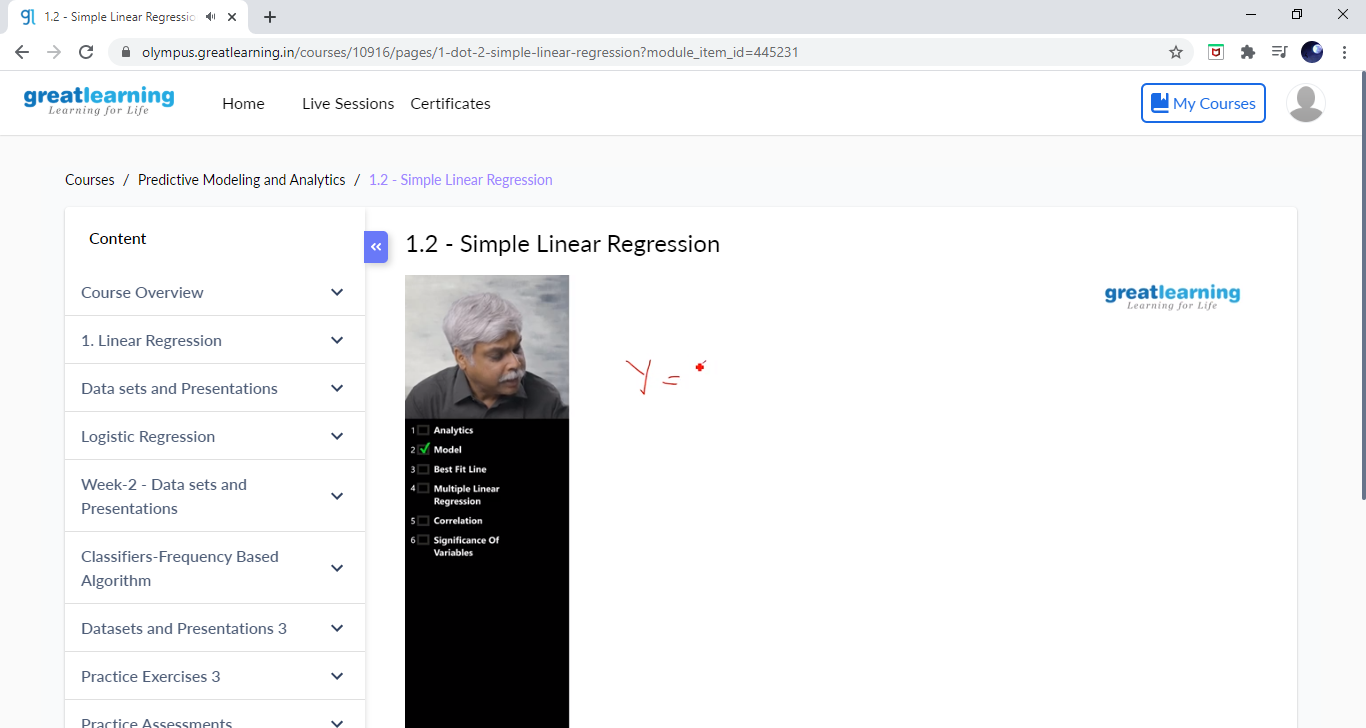 1.2 - Simple Linear Regressic
olympus.greatlearning.in/courses/10916/pages/1-dot-2-simple-linear-regression?module_item_id=445231
greatlearning
Learning for Life
Home
Live Sessions
Certificates
My Courses
Courses / Predictive Modeling and Analytics / 1.2 - Simple Linear Regression
Content
Course Overview
1. Linear Regression
Data sets and Presentations
Logistic Regression
Week-2 - Data sets and
Presentations
Classifiers-Frequency Based
Algorithm
Datasets and Presentations 3
Practice Exercises 3
Practice Assessments
1.2 - Simple Linear Regression
1 Analytics
2 Model
3 Best Fit Line
4 Multiple Linear
Regression
5 Correlation
6 Significance Of
Variables
Y =
greatlearning
Learning for Life